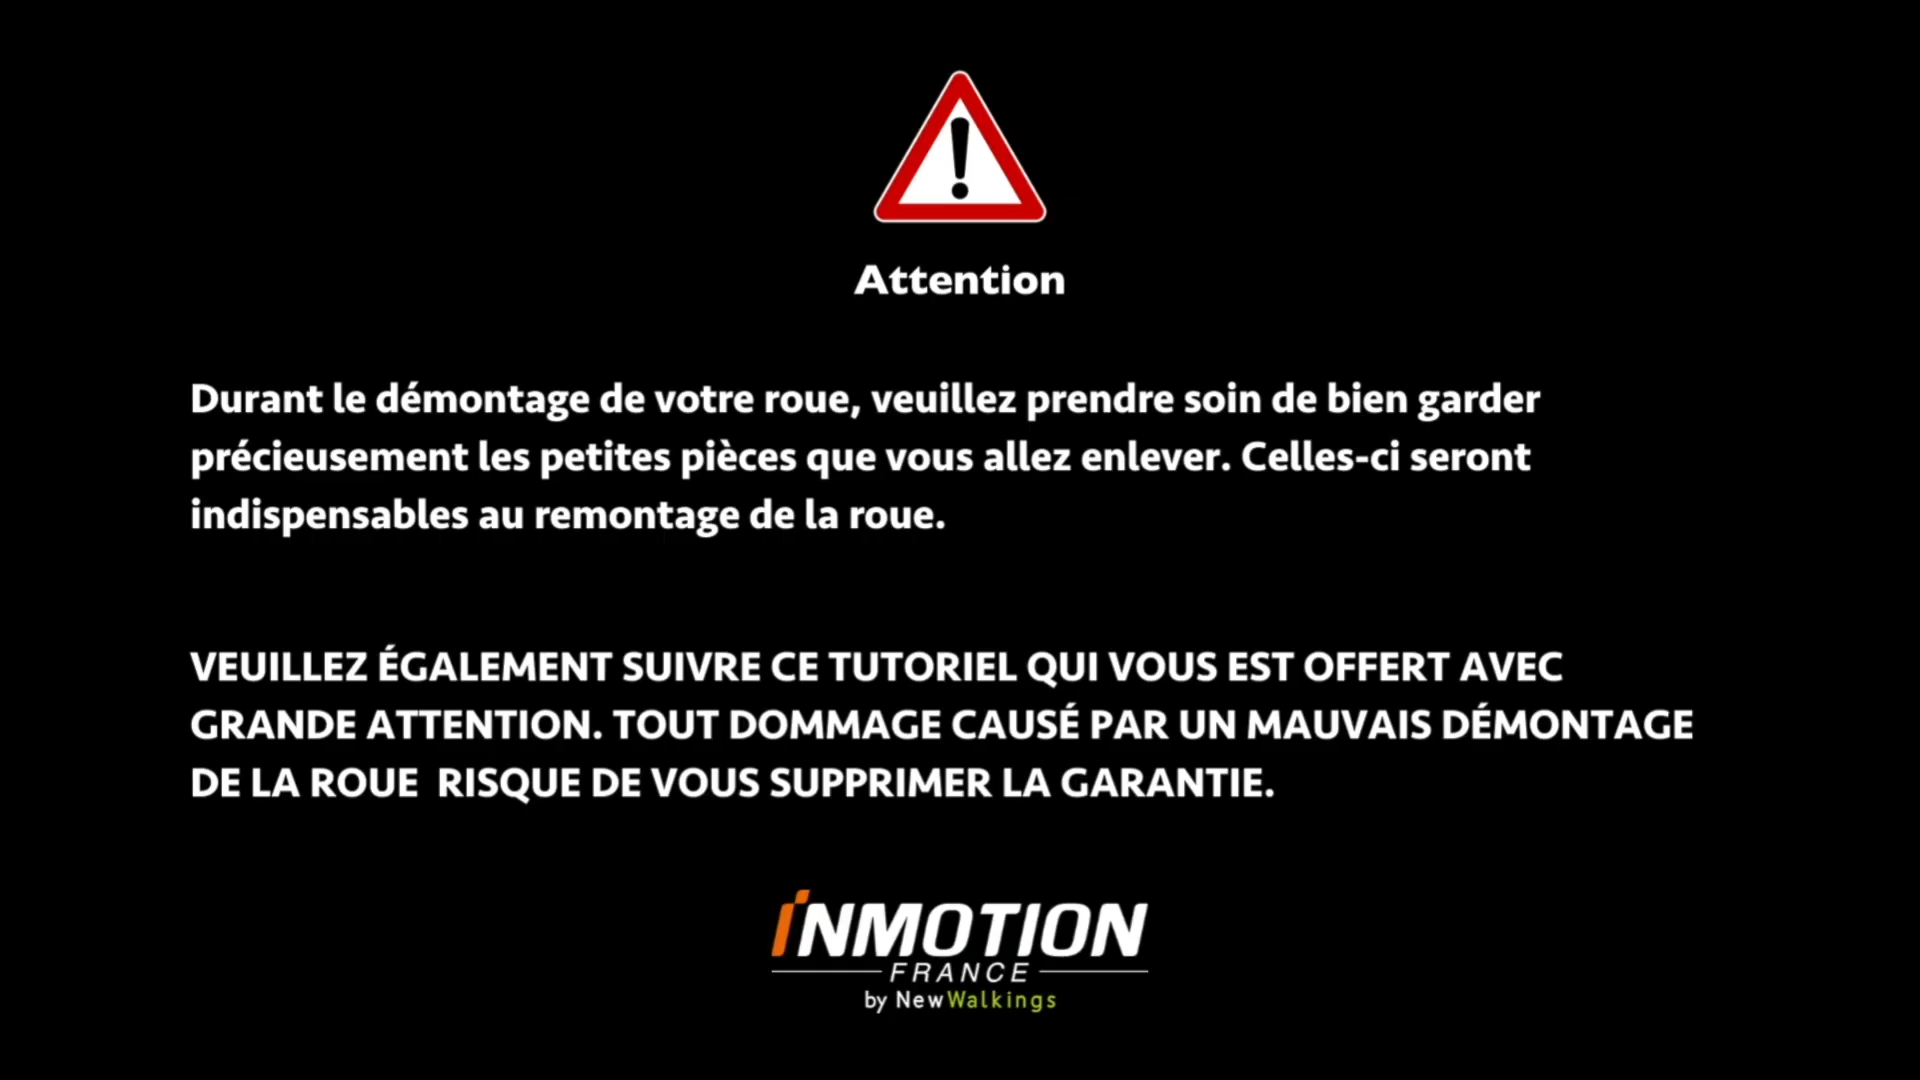 Attention
Durant le démontage de votre roue, veuillez prendre soin de bien garder
précieusement les petites pièces que vous allez enlever. Celles-ci seront
indispensables au remontage de la roue.
VEUILLEZ ÉGALEMENT SUIVRE CE TUTORIEL QUI VOUS EST OFFERT AVEC
GRANDE ATTENTION. TOUT DOMMAGE CAUSÉ PAR UN MAUVAIS DÉMONTAGE
DE LA ROUE  RISQUE DE VOUS SUPPRIMER LA GARANTIE.
iNMOTION
FRANCE
by NewWalkings